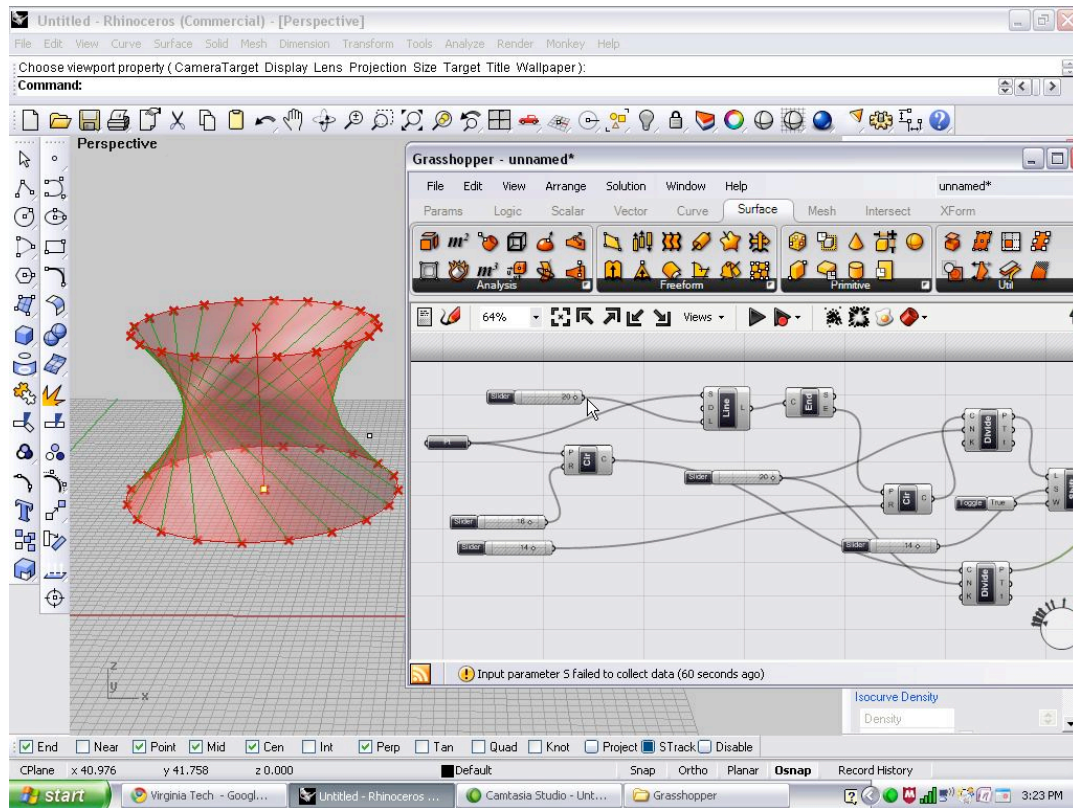 Untitled - Rhinoceros (Commercial) - [Perspective]
File Edit View Curve Surface Solid Mesh Dimension Transform Tools Analyze Render Monkey Help
Choose viewport property ( CameraTarget Display Lens Projection Size Target Title Wallpaper ):
Command:
Perspective
Grasshopper - unnamed*
File Edit View Arrange Solution Window Help unnamed*
Params Logic Scalar Vector Curve Surface Mesh Intersect XForm
m²
m³
Analysis Freeform Primitive Util
64% Views
Slider 20
S D L Line L
C End S E
C N K Divide P T t
P R Cir C
Slider 20
L S W
P R Cir C
Toggle True
Slider 16
Slider 14
Slider 14
C N K Divide P T t
z
y
x
Input parameter S failed to collect data (60 seconds ago)
Isocurve Density
Density
End Near Point Mid Cen Int Perp Tan Quad Knot Project STrack Disable
CPlane x 40.976 y 41.758 z 0.000 Default Snap Ortho Planar Osnap Record History
start Virginia Tech - Googl... Untitled - Rhinoceros ... Camtasia Studio - Unt... Grasshopper 3:23 PM